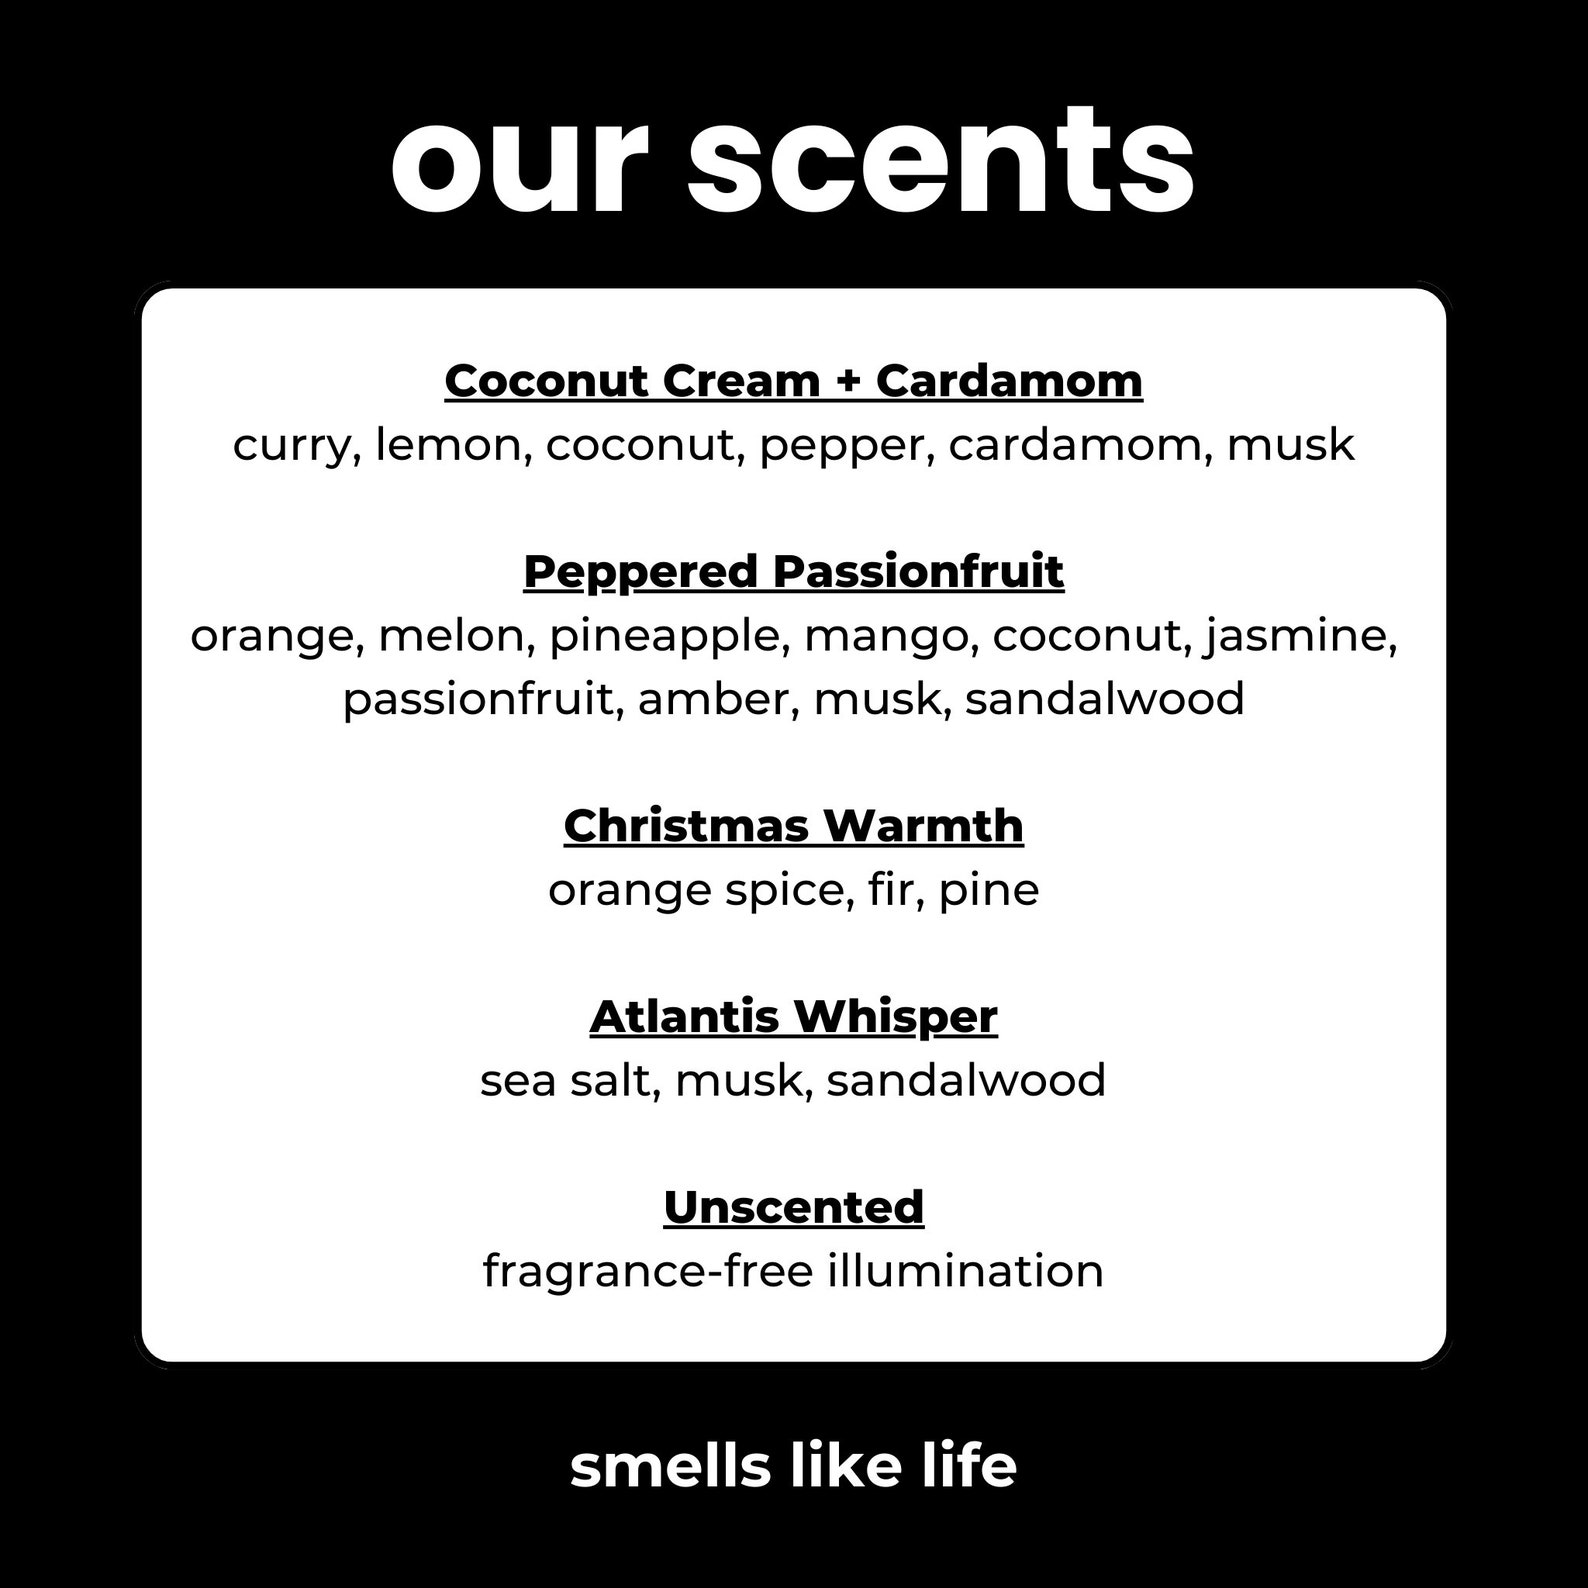 our scents
Coconut Cream + Cardamom
curry, lemon, coconut, pepper, cardamom, musk
Peppered Passionfruit
orange, melon, pineapple, mango, coconut, jasmine,
passionfruit, amber, musk, sandalwood
Christmas Warmth
orange spice, fir, pine
Atlantis Whisper
sea salt, musk, sandalwood
Unscented
fragrance-free illumination
smells like life